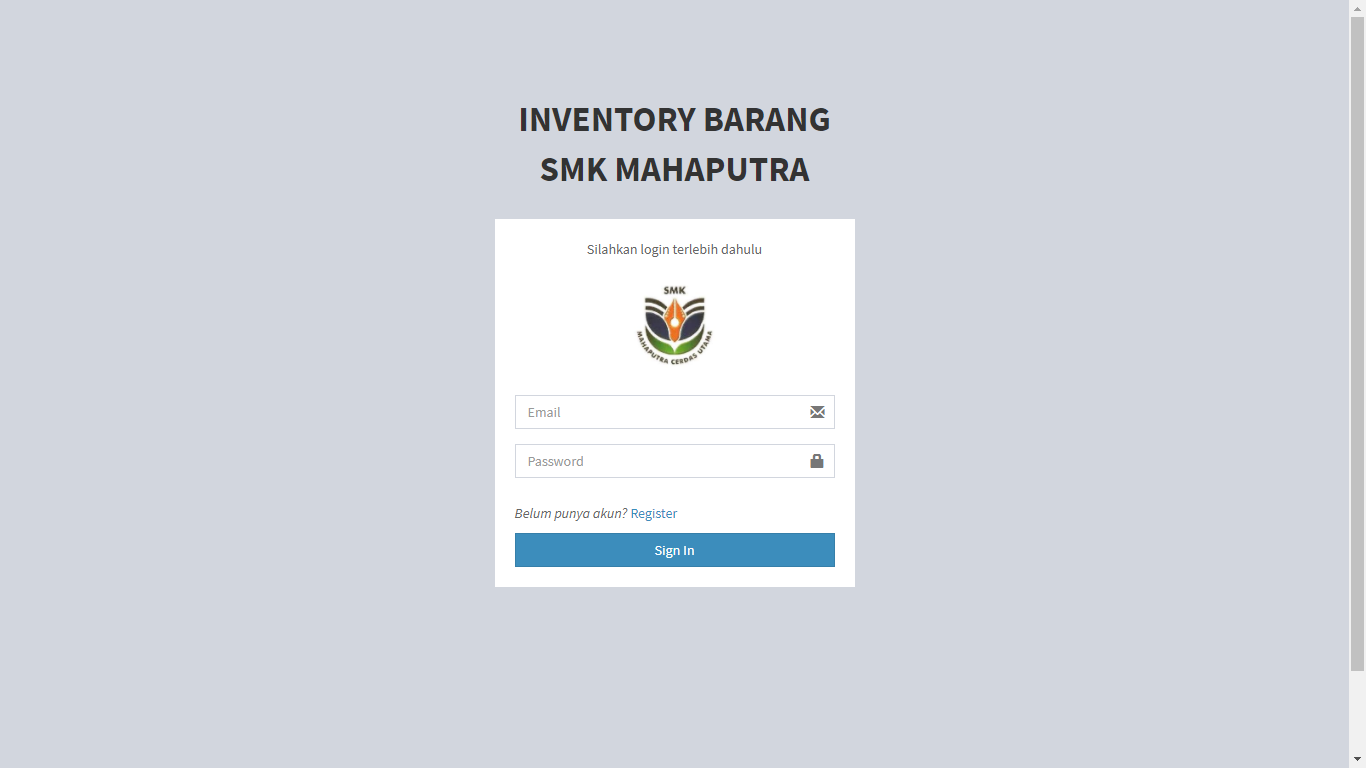 INVENTORY BARANG
SMK MAHAPUTRA
Silahkan login terlebih dahulu
SMK
MAHAPUTRA CERDAS UTAMA
Email
Password
Belum punya akun? Register
Sign In